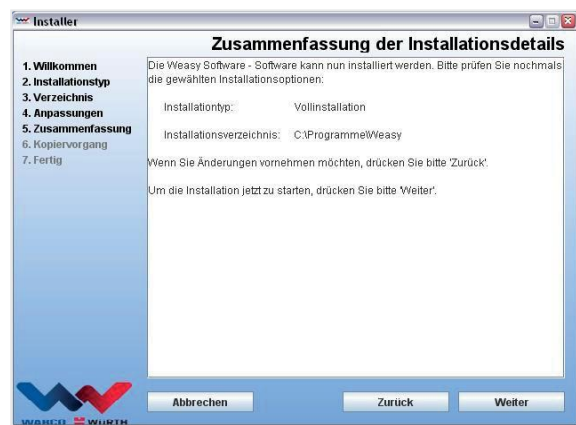 Installer
Zusammenfassung der Installationsdetails
1. Willkommen
2. Installationstyp
3. Verzeichnis
4. Anpassungen
5. Zusammenfassung
6. Kopiervorgang
7. Fertig
Die Weasy Software - Software kann nun installiert werden. Bitte prüfen Sie nochmals
die gewählten Installationsoptionen:
Installationtyp: Vollinstallation
Installationsverzeichnis: C:\Programme\Weasy
Wenn Sie Änderungen vornehmen möchten, drücken Sie bitte 'Zurück'.
Um die Installation jetzt zu starten, drücken Sie bitte 'Weiter'.
Abbrechen
Zurück
Weiter
WABCO WÜRTH